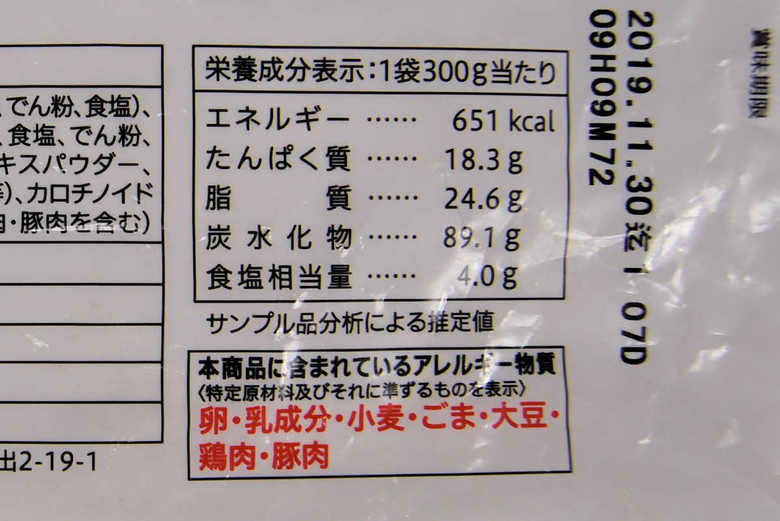 、でん粉、食塩)、
、食塩、でん粉、
キスパウダー、
等)、カロチノイド
肉・豚肉を含む)
出2-19-1
栄養成分表示:1袋300g当たり
エネルギー …… 651 kcal
たんぱく質 …… 18.3 g
脂質 …… 24.6 g
炭水化物 …… 89.1 g
食塩相当量 …… 4.0 g
サンプル品分析による推定値
本商品に含まれているアレルギー物質
〈特定原材料及びそれに準ずるものを表示〉
卵・乳成分・小麦・ごま・大豆・
鶏肉・豚肉
賞味期限
2019.11.30迄 1 07D
09H09M72